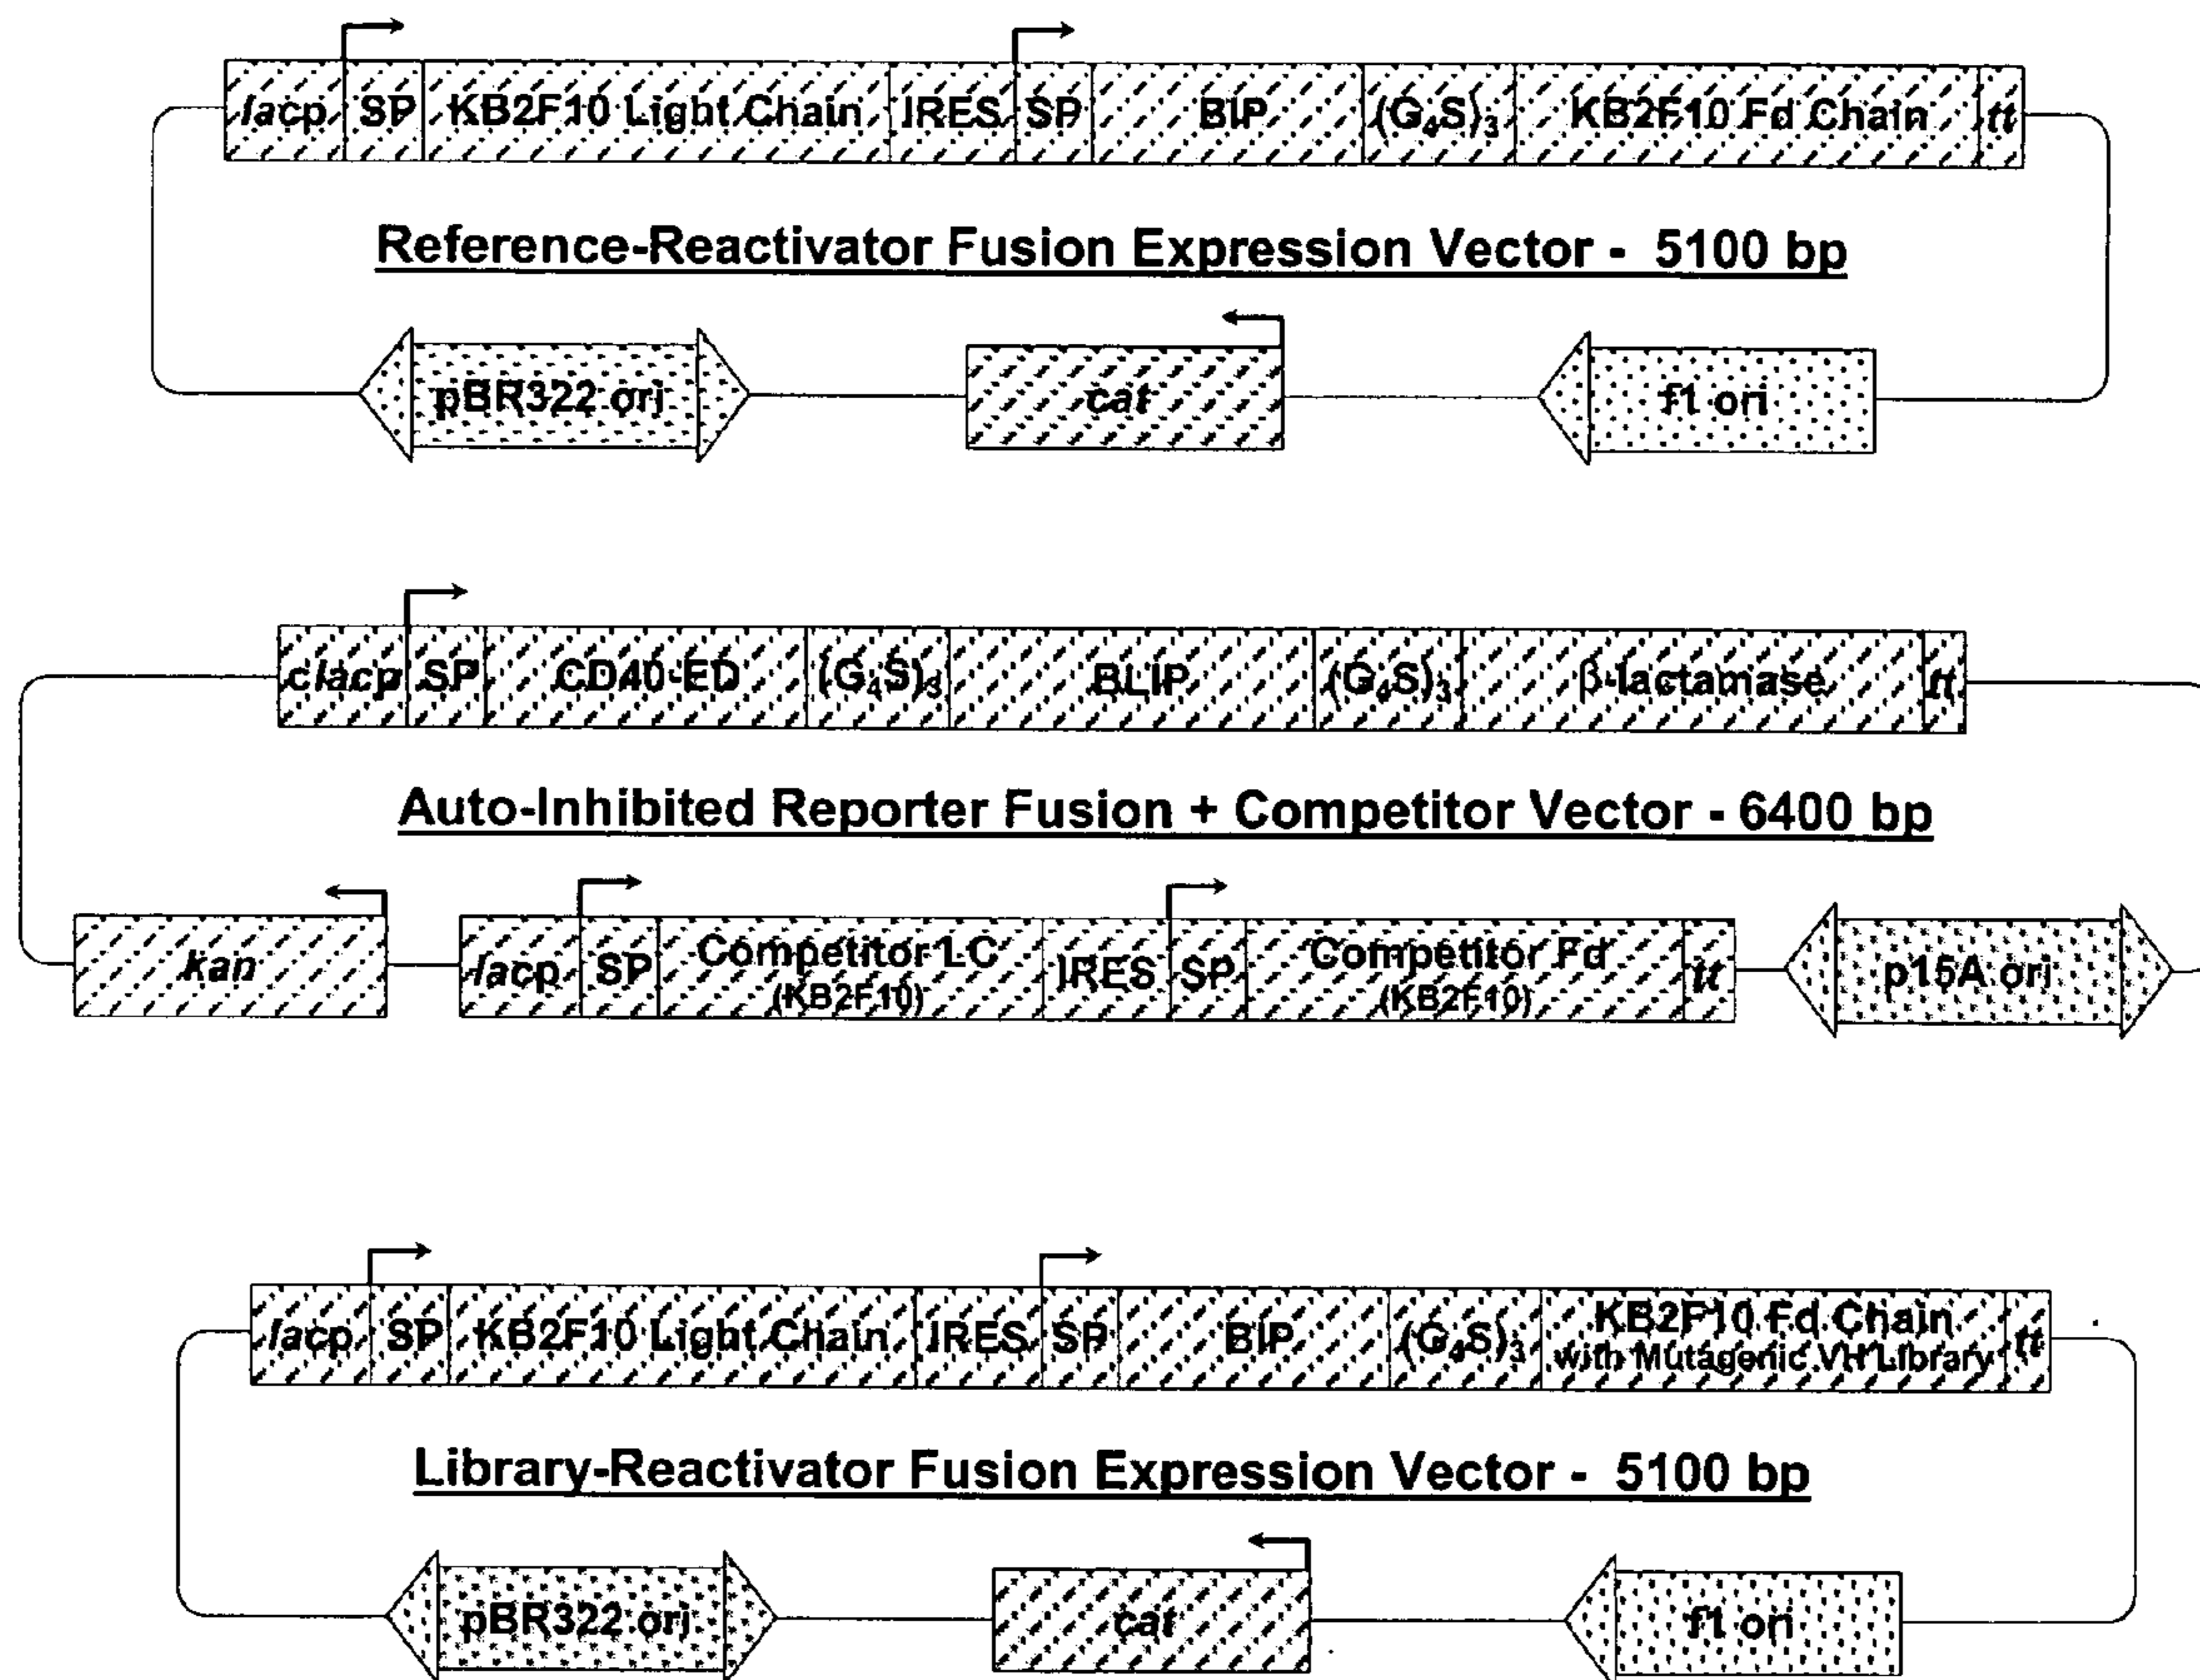 lacp SP KB2F10 Light Chain IRES SP BIP (G4S)3 KB2F10 Fd Chain tt
Reference-Reactivator Fusion Expression Vector - 5100 bp
pBR322 ori cat f1 ori
clacp SP CD40-ED (G4S)3 BLIP (G4S)3 β-lactamase tt
Auto-Inhibited Reporter Fusion + Competitor Vector - 6400 bp
kan lacp SP Competitor LC (KB2F10) IRES SP Competitor Fd (KB2F10) tt p15A ori
lacp SP KB2F10 Light Chain IRES SP BIP (G4S)3 KB2F10 Fd Chain with Mutagenic VH Library tt
Library-Reactivator Fusion Expression Vector - 5100 bp
pBR322 ori cat f1 ori